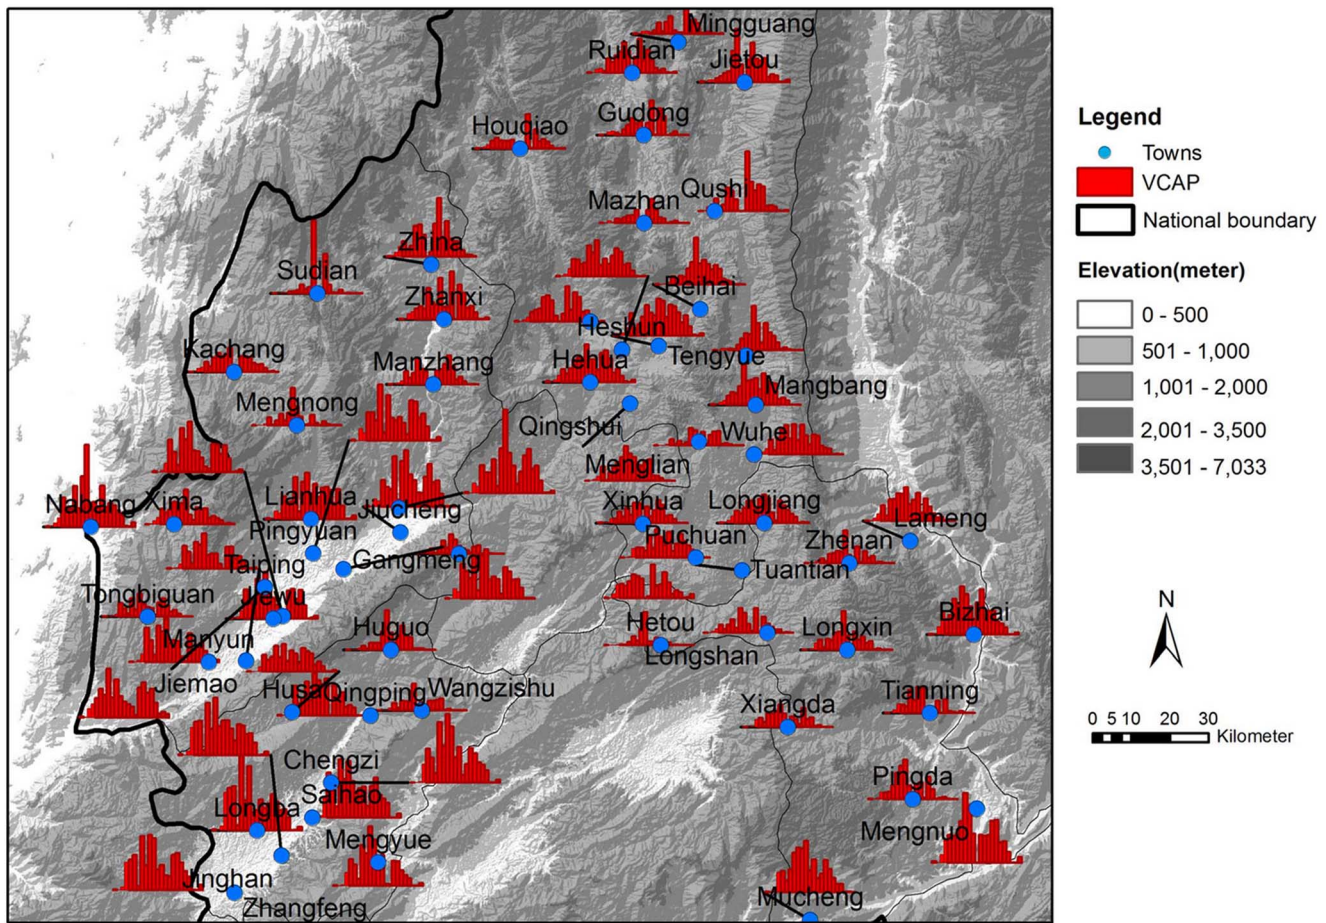 Mingguang
Ruidian
Jietou
Gudong
Houqiao
Qushi
Mazhan
Zhina
Sudian
Beihai
Zhanxi
Heshun
Kachang
Manzhang
Hehua
Tengyue
Mangbang
Mengnong
Qingshui
Wuhe
Menglian
Nabang
Xima
Lianhua
Jiucheng
Xinhua
Longjiang
Lameng
Pingyuan
Puchuan
Zhenan
Taiping
Gangmeng
Tuantian
Tongbiguan
Bizhai
Manyun
Huguo
Hetou
Longxin
Longshan
Jiemao
Husa
Qingping
Wangzishu
Tianning
Xiangda
Chengzi
Pingda
Longba
Saihao
Mengnuo
Mengyue
Jinghan
Zhangfeng
Mucheng
Legend
Towns
VCAP
National boundary
Elevation(meter)
0 - 500
501 - 1,000
1,001 - 2,000
2,001 - 3,500
3,501 - 7,033
N
0 5 10 20 30 Kilometer